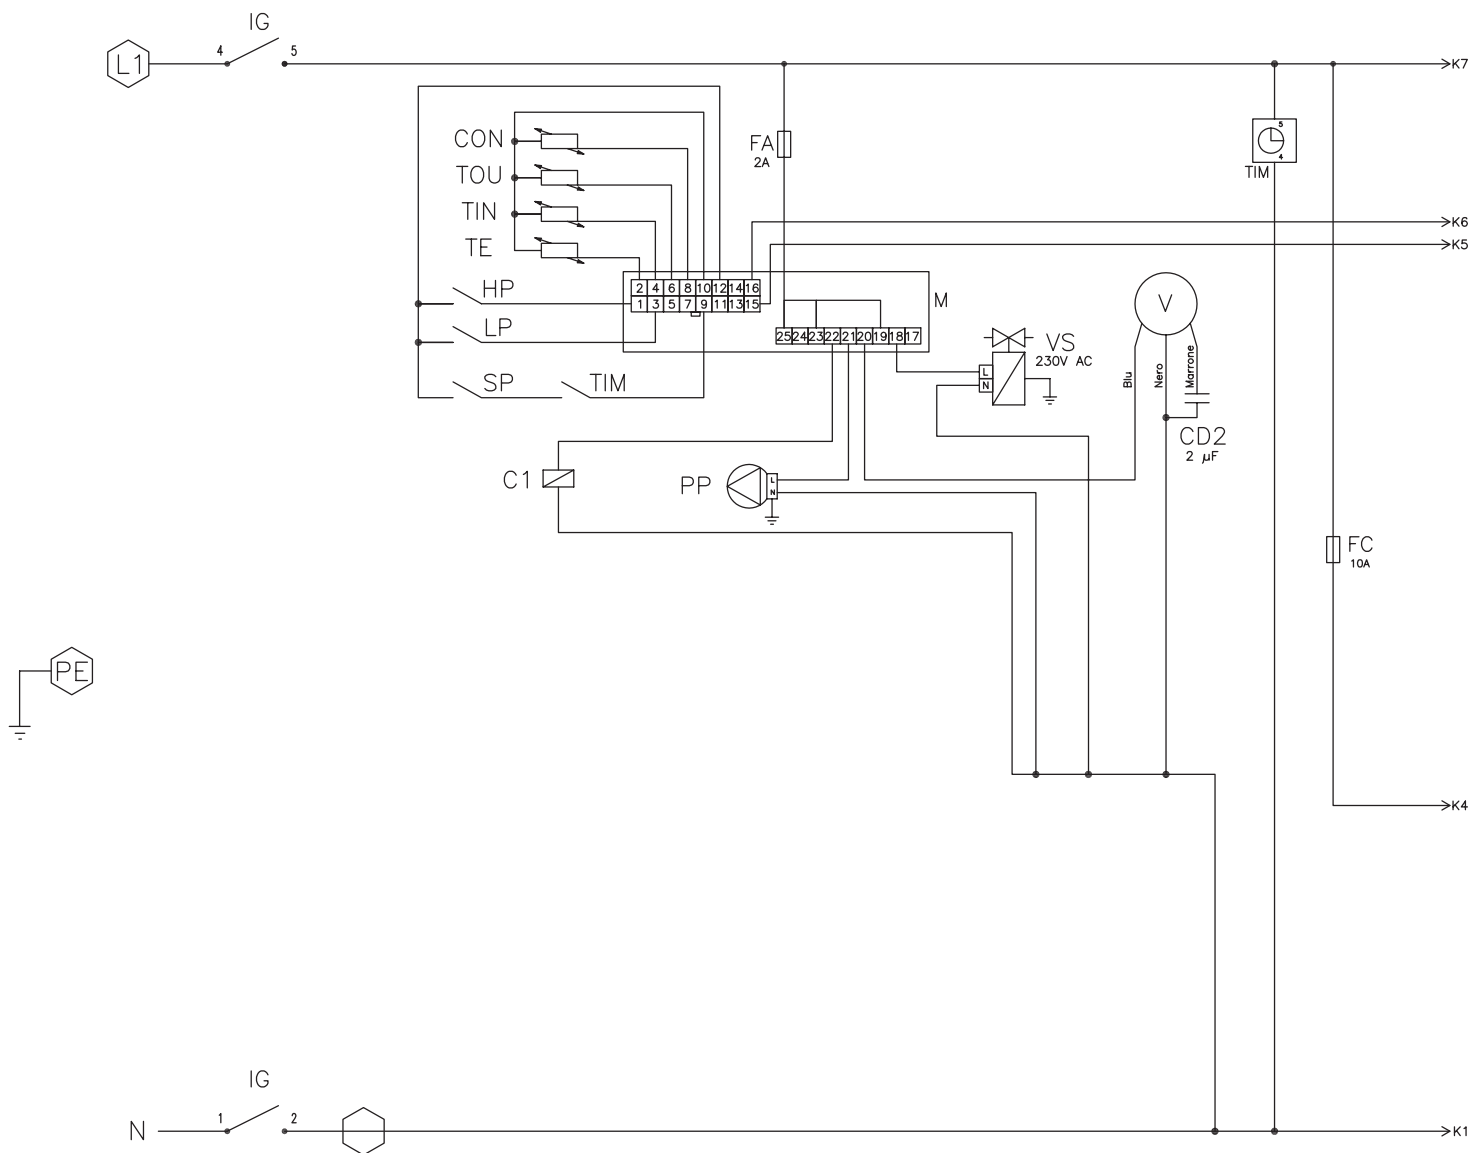 IG
L1
4
5
K7
CON
TOU
TIN
TE
FA
2A
5
4
TIM
K6
K5
HP
LP
SP
TIM
2 4 6 8 10 12 14 16
1 3 5 7 9 11 13 15
M
25 24 23 22 21 20 19 18 17
L
N
VS
230V AC
V
Blu
Nero
Marrone
CD2
2 µF
C1
PP
L
N
FC
10A
PE
K4
IG
N
1
2
K1